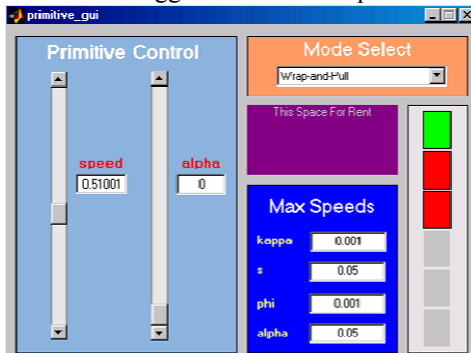 primitive_gui
Primitive Control
speed
0.51001
alpha
0
Mode Select
Wrap-and-Pull
This Space For Rent
Max Speeds
kappa 0.001
s 0.05
phi 0.001
alpha 0.05